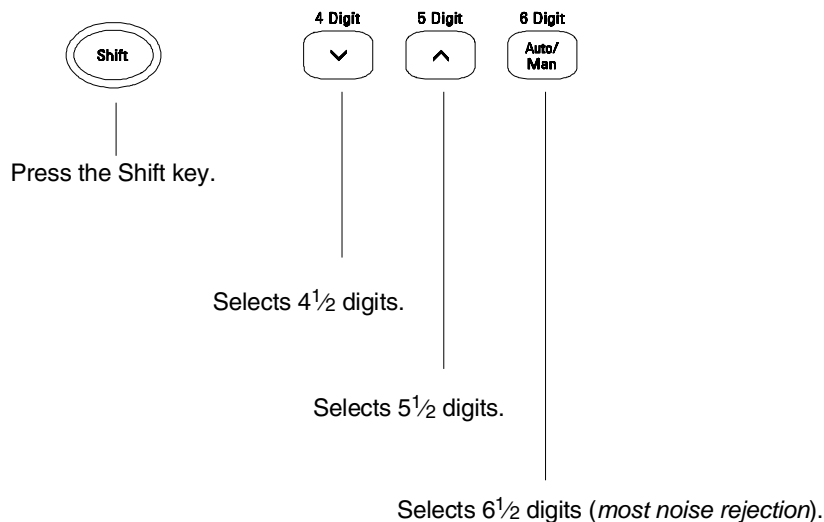 4 Digit 5 Digit 6 Digit
Shift
Auto/
Man
Press the Shift key.
Selects 4½ digits.
Selects 5½ digits.
Selects 6½ digits (most noise rejection).